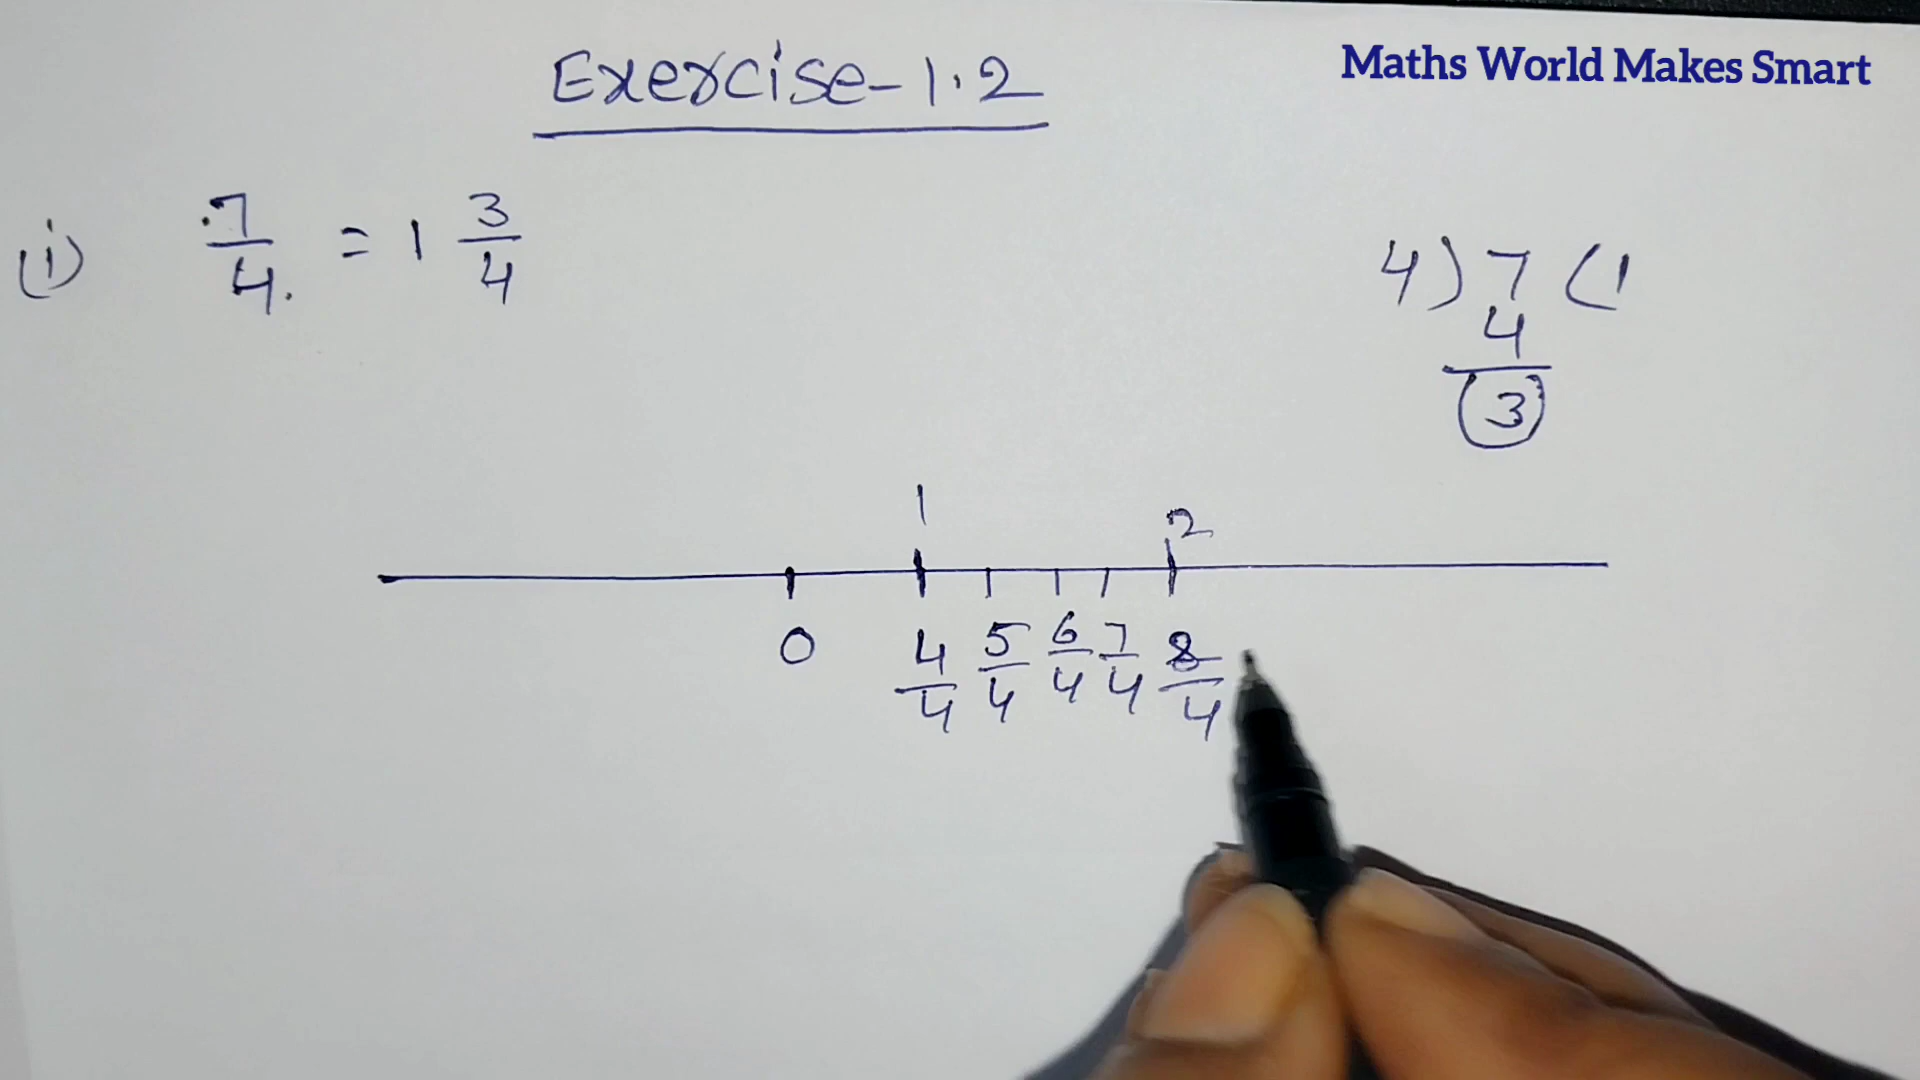 Exercise-1.2
Maths World Makes Smart
(i) 7/4 = 1 3/4
4) 7 (1
4
3
1 2
0 4/4 5/4 6/4 7/4 8/4